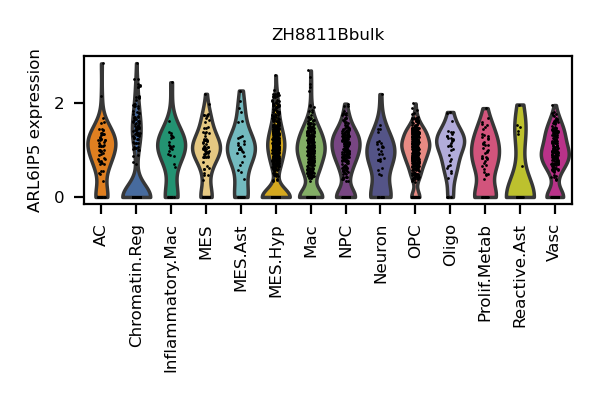 ZH8811Bbulk
ARL6IP5 expression
2
0
AC
Chromatin.Reg
Inflammatory.Mac
MES
MES.Ast
MES.Hyp
Mac
NPC
Neuron
OPC
Oligo
Prolif.Metab
Reactive.Ast
Vasc